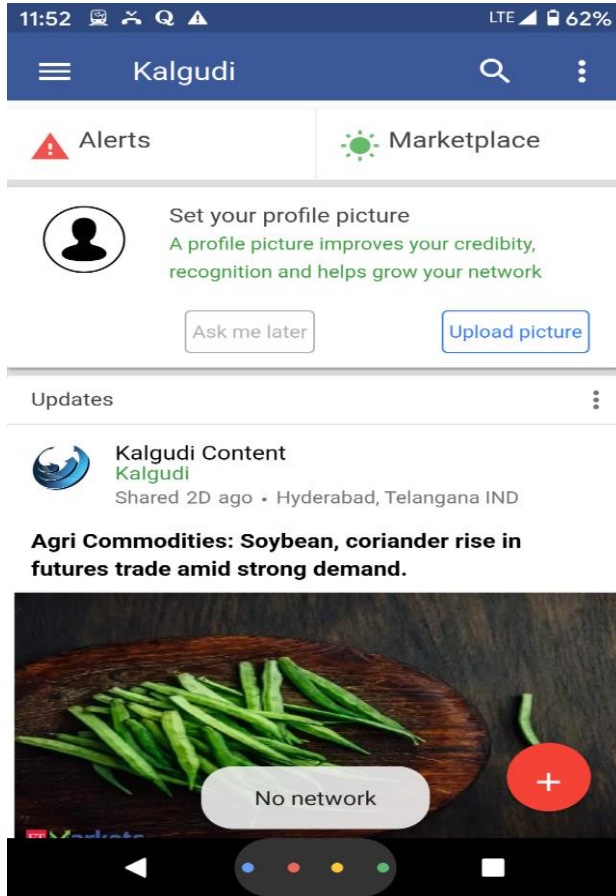 11:52 Q LTE 62%
Kalgudi
Alerts
Marketplace
Set your profile picture
A profile picture improves your credibity,
recognition and helps grow your network
Ask me later
Upload picture
Updates
Kalgudi Content
Kalgudi
Shared 2D ago • Hyderabad, Telangana IND
Agri Commodities: Soybean, coriander rise in
futures trade amid strong demand.
No network
ET Markets